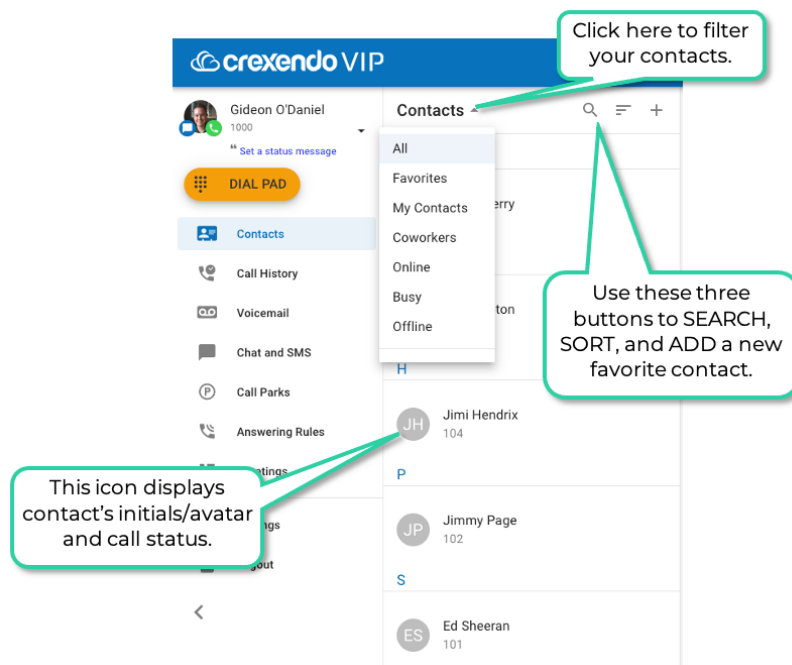 Click here to filter
your contacts.
crexendo VIP
Gideon O'Daniel
1000
“ Set a status message
DIAL PAD
Contacts
Call History
Voicemail
Chat and SMS
Call Parks
Answering Rules
Contacts
All
Favorites
My Contacts
Coworkers
Online
Busy
Offline
Use these three
buttons to SEARCH,
SORT, and ADD a new
favorite contact.
H
JH
Jimi Hendrix
104
This icon displays
contact's initials/avatar
and call status.
P
JP
Jimmy Page
102
S
ES
Ed Sheeran
101